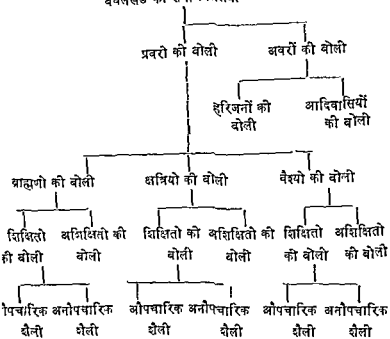 प्रवरो की बोली अवरों की बोली
हरिजनों की आदिवासियों
बोली की बोली
ब्राह्मणो की बोली क्षत्रियो की बोली वैश्यो की बोली
शिक्षितो अशिक्षितो की शिक्षितो की अशिक्षितो की शिक्षितो अशिक्षितो
की बोली बोली बोली बोली की बोली की बोली
औपचारिक अनौपचारिक औपचारिक अनौपचारिक औपचारिक अनौपचारिक
शैली शैली शैली शैली शैली शैली